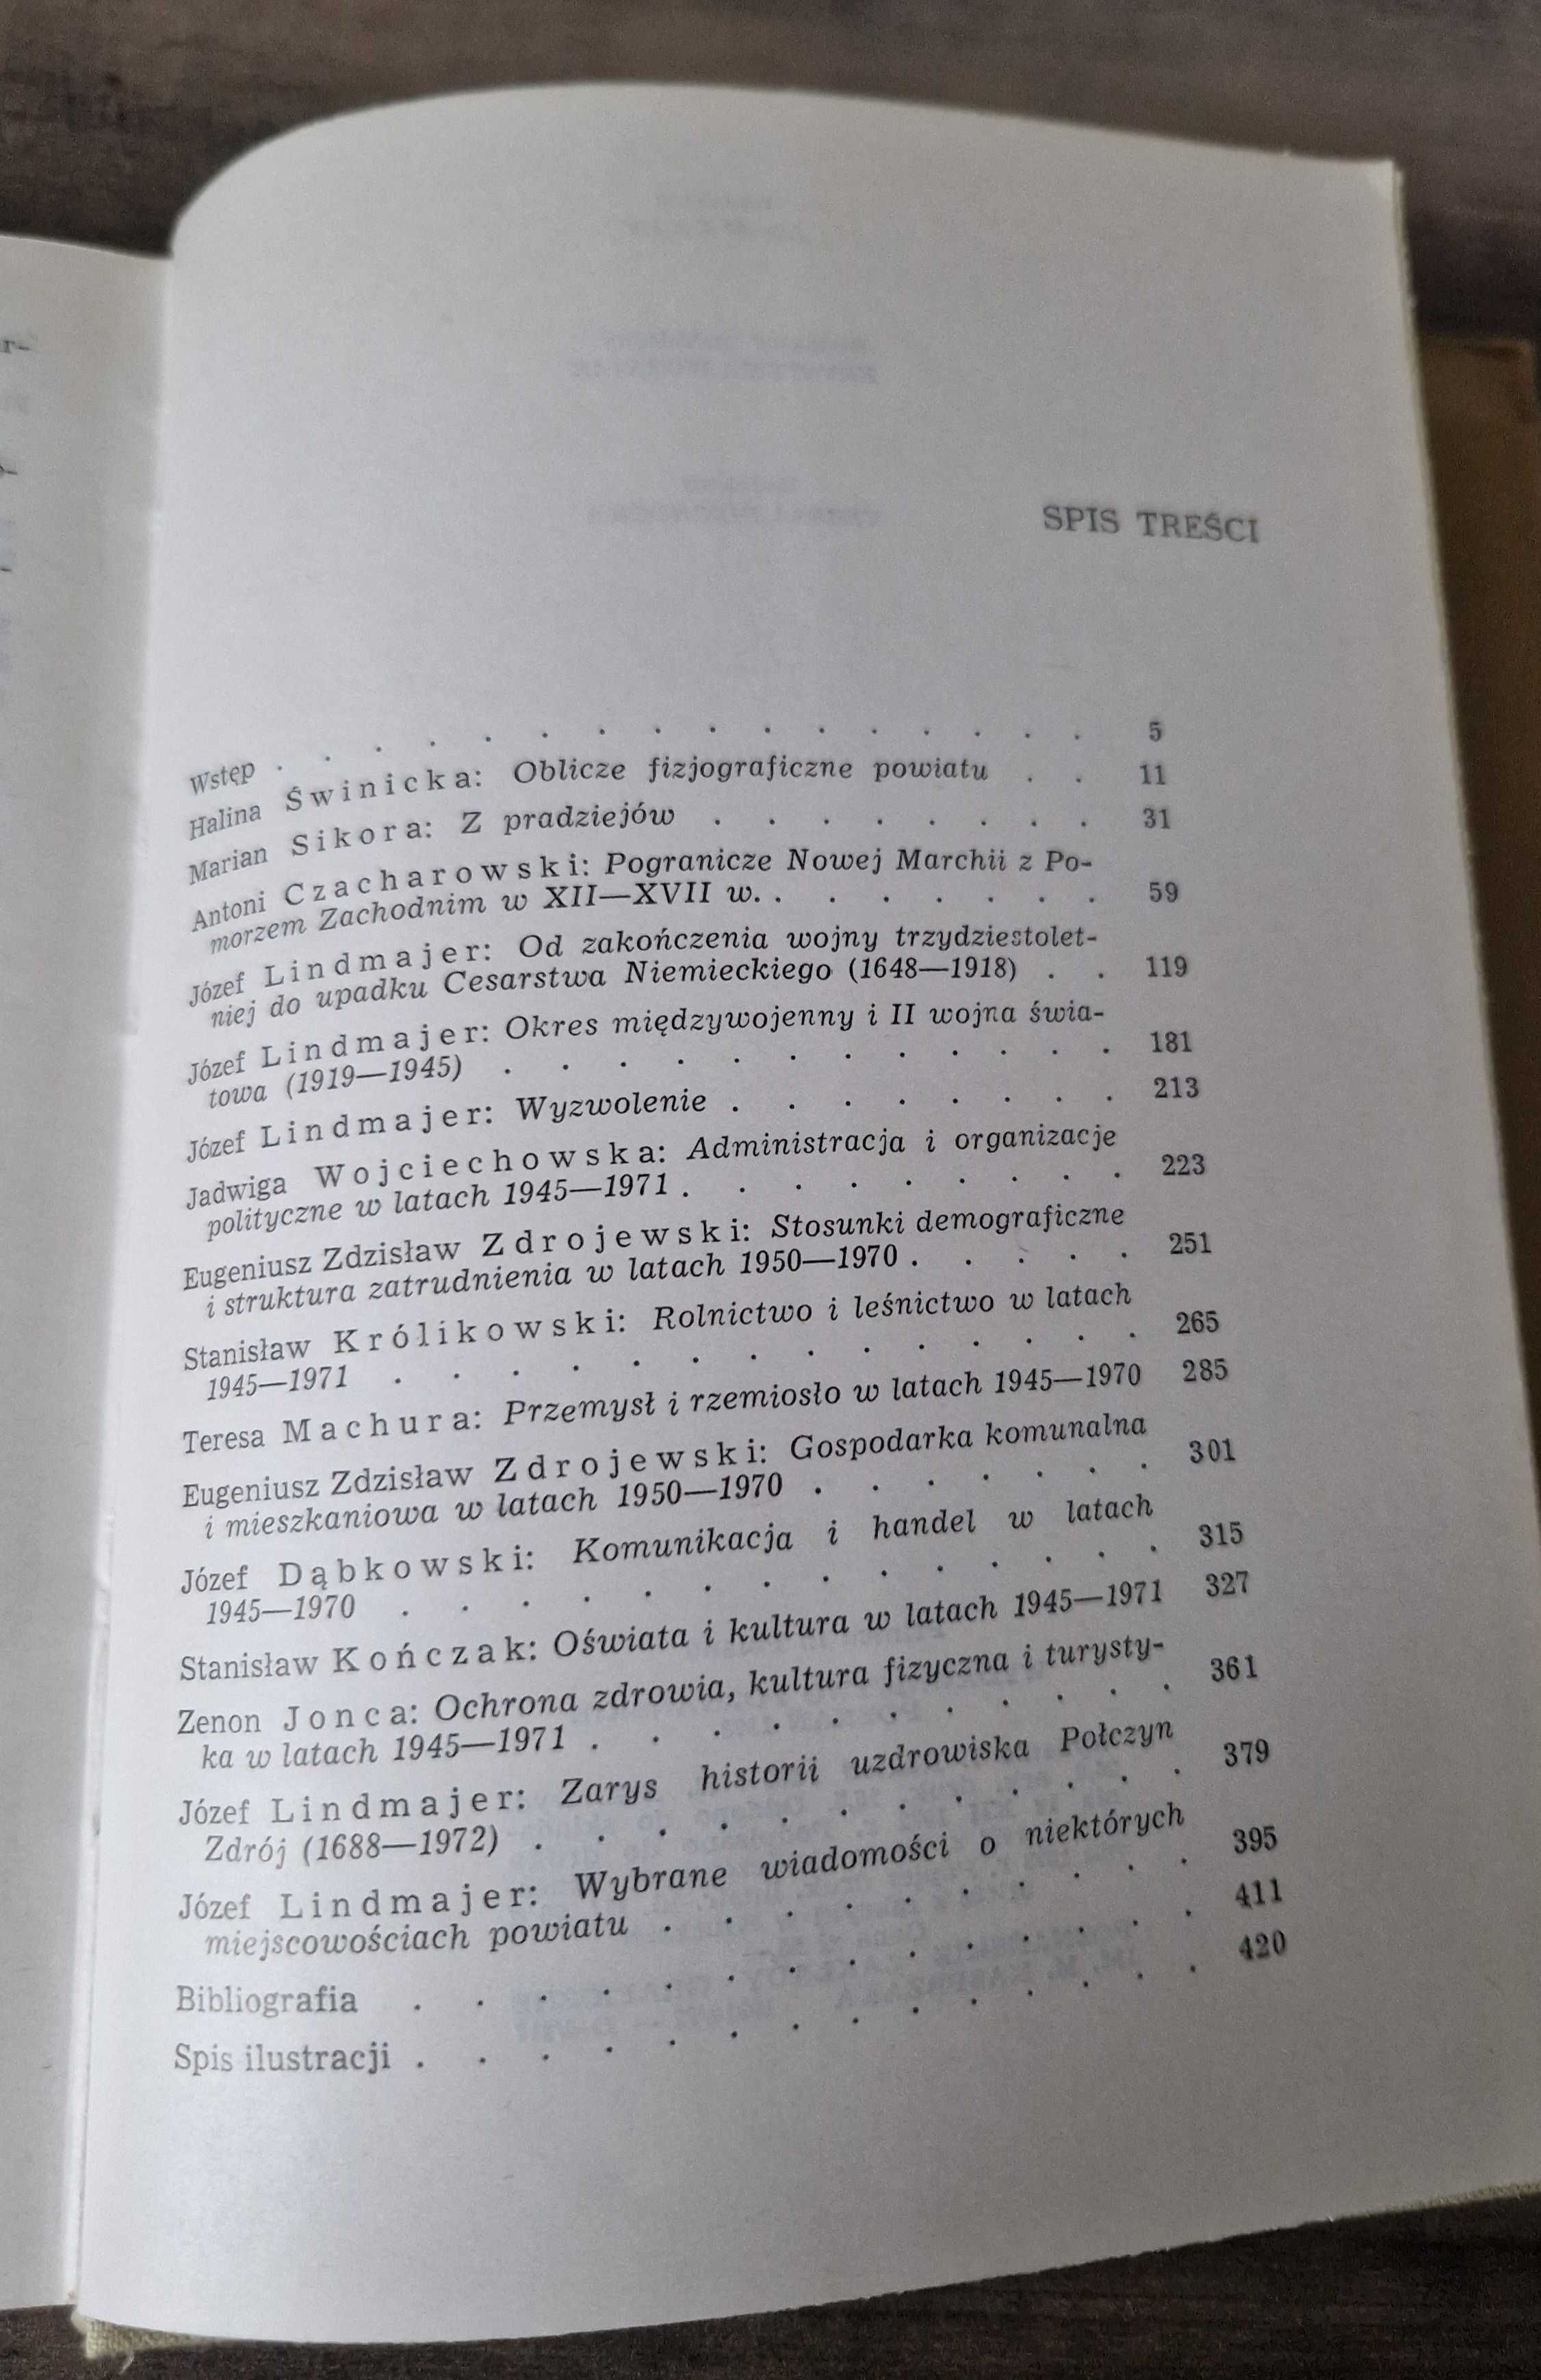 SPIS TREŚCI
Wstęp . . . . . . . . . . . . . . . 5
Halina Świnicka: Oblicze fizjograficzne powiatu . . 11
Marian Sikora: Z pradziejów . . . . . . . . 31
Antoni Czacharowski: Pogranicze Nowej Marchii z Po-
morzem Zachodnim w XII—XVII w. . . . . . . . 59
Józef Lindmajer: Od zakończenia wojny trzydziestolet-
niej do upadku Cesarstwa Niemieckiego (1648—1918) . . 119
Józef Lindmajer: Okres międzywojenny i II wojna świa-
towa (1919—1945) . . . . . . . . . . . 181
Józef Lindmajer: Wyzwolenie . . . . . . . . 213
Jadwiga Wojciechowska: Administracja i organizacje
polityczne w latach 1945—1971 . . . . . . . . . 223
Eugeniusz Zdzisław Zdrojewski: Stosunki demograficzne
i struktura zatrudnienia w latach 1950—1970 . . . . . 251
Stanisław Królikowski: Rolnictwo i leśnictwo w latach
1945—1971 . . . . . . . . . . . . . . 265
Teresa Machura: Przemysł i rzemiosło w latach 1945—1970 285
Eugeniusz Zdzisław Zdrojewski: Gospodarka komunalna
i mieszkaniowa w latach 1950—1970 . . . . . . . 301
Józef Dąbkowski: Komunikacja i handel w latach
1945—1970 . . . . . . . . . . . . . . 315
Stanisław Kończak: Oświata i kultura w latach 1945—1971 327
Zenon Jonca: Ochrona zdrowia, kultura fizyczna i turysty-
ka w latach 1945—1971 . . . . . . . . . . . 361
Józef Lindmajer: Zarys historii uzdrowiska Połczyn
Zdrój (1688—1972) . . . . . . . . . . . . 379
Józef Lindmajer: Wybrane wiadomości o niektórych
miejscowościach powiatu . . . . . . . . . . 395
Bibliografia . . . . . . . . . . . . . . 411
Spis ilustracji . . . . . . . . . . . . . . 420